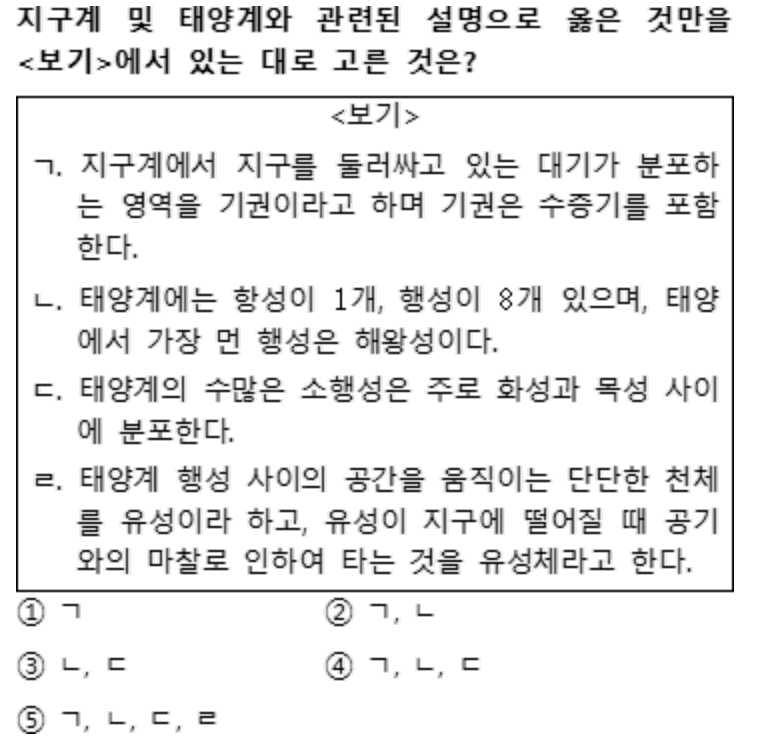 지구계 및 태양계와 관련된 설명으로 옳은 것만을
<보기>에서 있는 대로 고른 것은?
<보기>
ㄱ. 지구계에서 지구를 둘러싸고 있는 대기가 분포하
는 영역을 기권이라고 하며 기권은 수증기를 포함
한다.
ㄴ. 태양계에는 항성이 1개, 행성이 8개 있으며, 태양
에서 가장 먼 행성은 해왕성이다.
ㄷ. 태양계의 수많은 소행성은 주로 화성과 목성 사이
에 분포한다.
ㄹ. 태양계 행성 사이의 공간을 움직이는 단단한 천체
를 유성이라 하고, 유성이 지구에 떨어질 때 공기
와의 마찰로 인하여 타는 것을 유성체라고 한다.
① ㄱ ② ㄱ, ㄴ
③ ㄴ, ㄷ ④ ㄱ, ㄴ, ㄷ
⑤ ㄱ, ㄴ, ㄷ, ㄹ